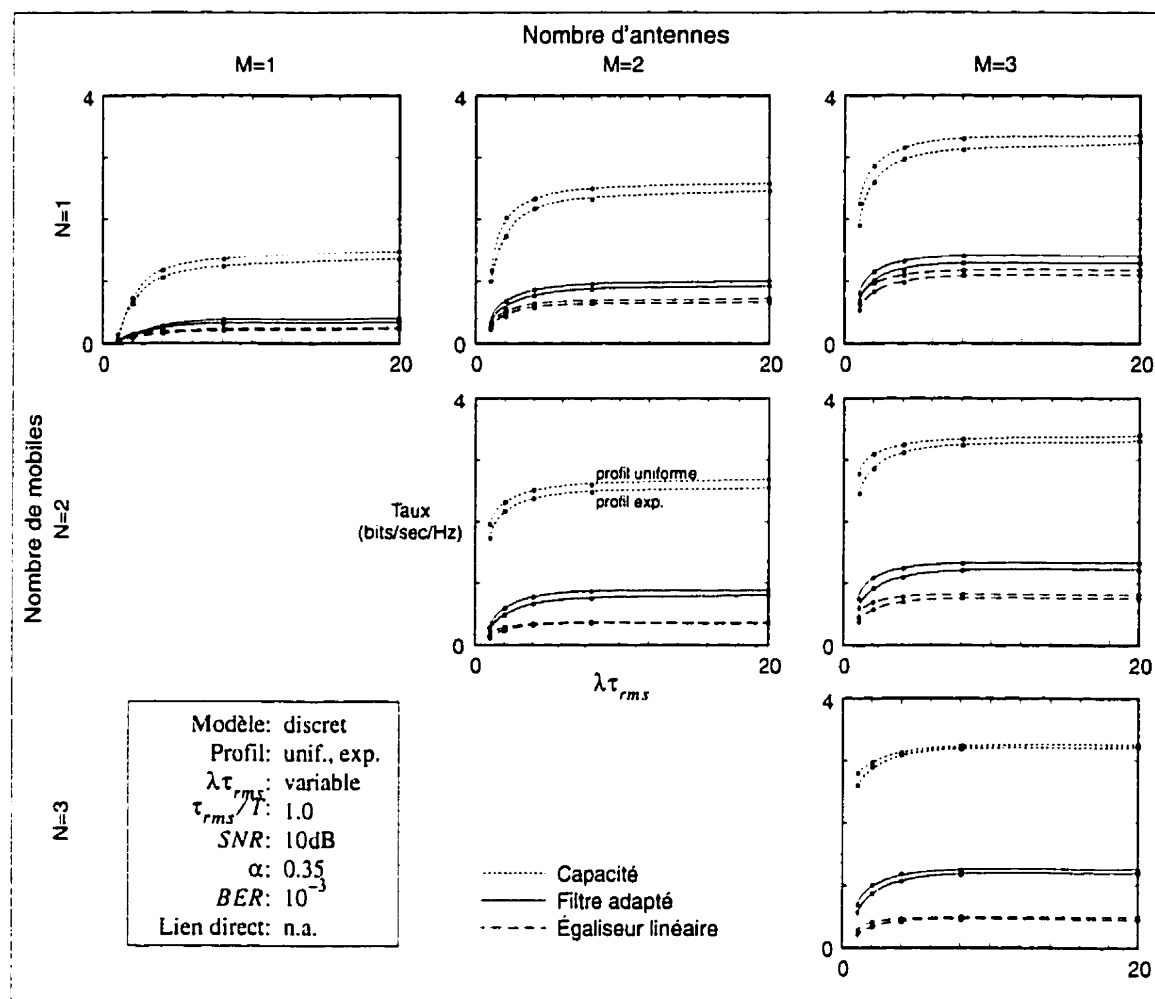 Nombre d'antennes
M=1
M=2
M=3
Nombre de mobiles
N=1
4
0
0
20
4
0
0
20
4
0
0
20
N=2
Taux
(bits/sec/Hz)
4
0
0
20
λτrms
profil uniforme
profil exp.
4
0
0
20
N=3
Modèle: discret
Profil: unif., exp.
λτrms: variable
τrms/T: 1.0
SNR: 10dB
α: 0.35
BER: 10⁻³
Lien direct: n.a.
Capacité
Filtre adapté
Égaliseur linéaire
4
0
0
20